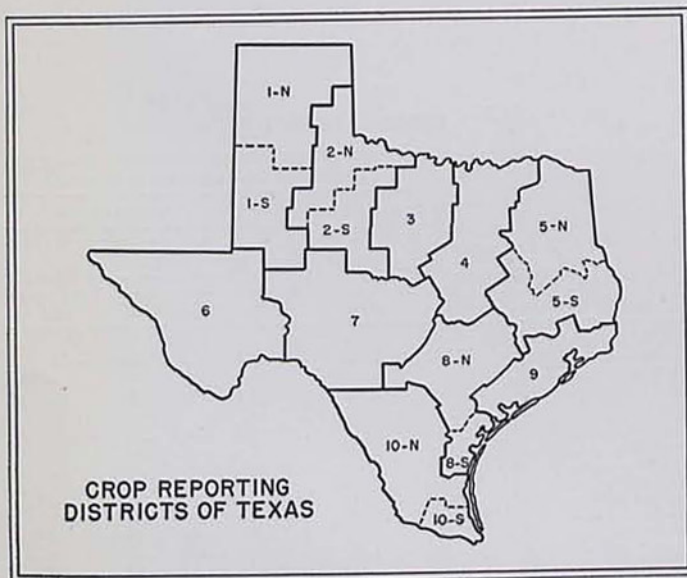 1-N
2-N
1-S
2-S
3
4
5-N
5-S
6
7
8-N
9
10-N
8-S
10-S
CROP REPORTING
DISTRICTS OF TEXAS